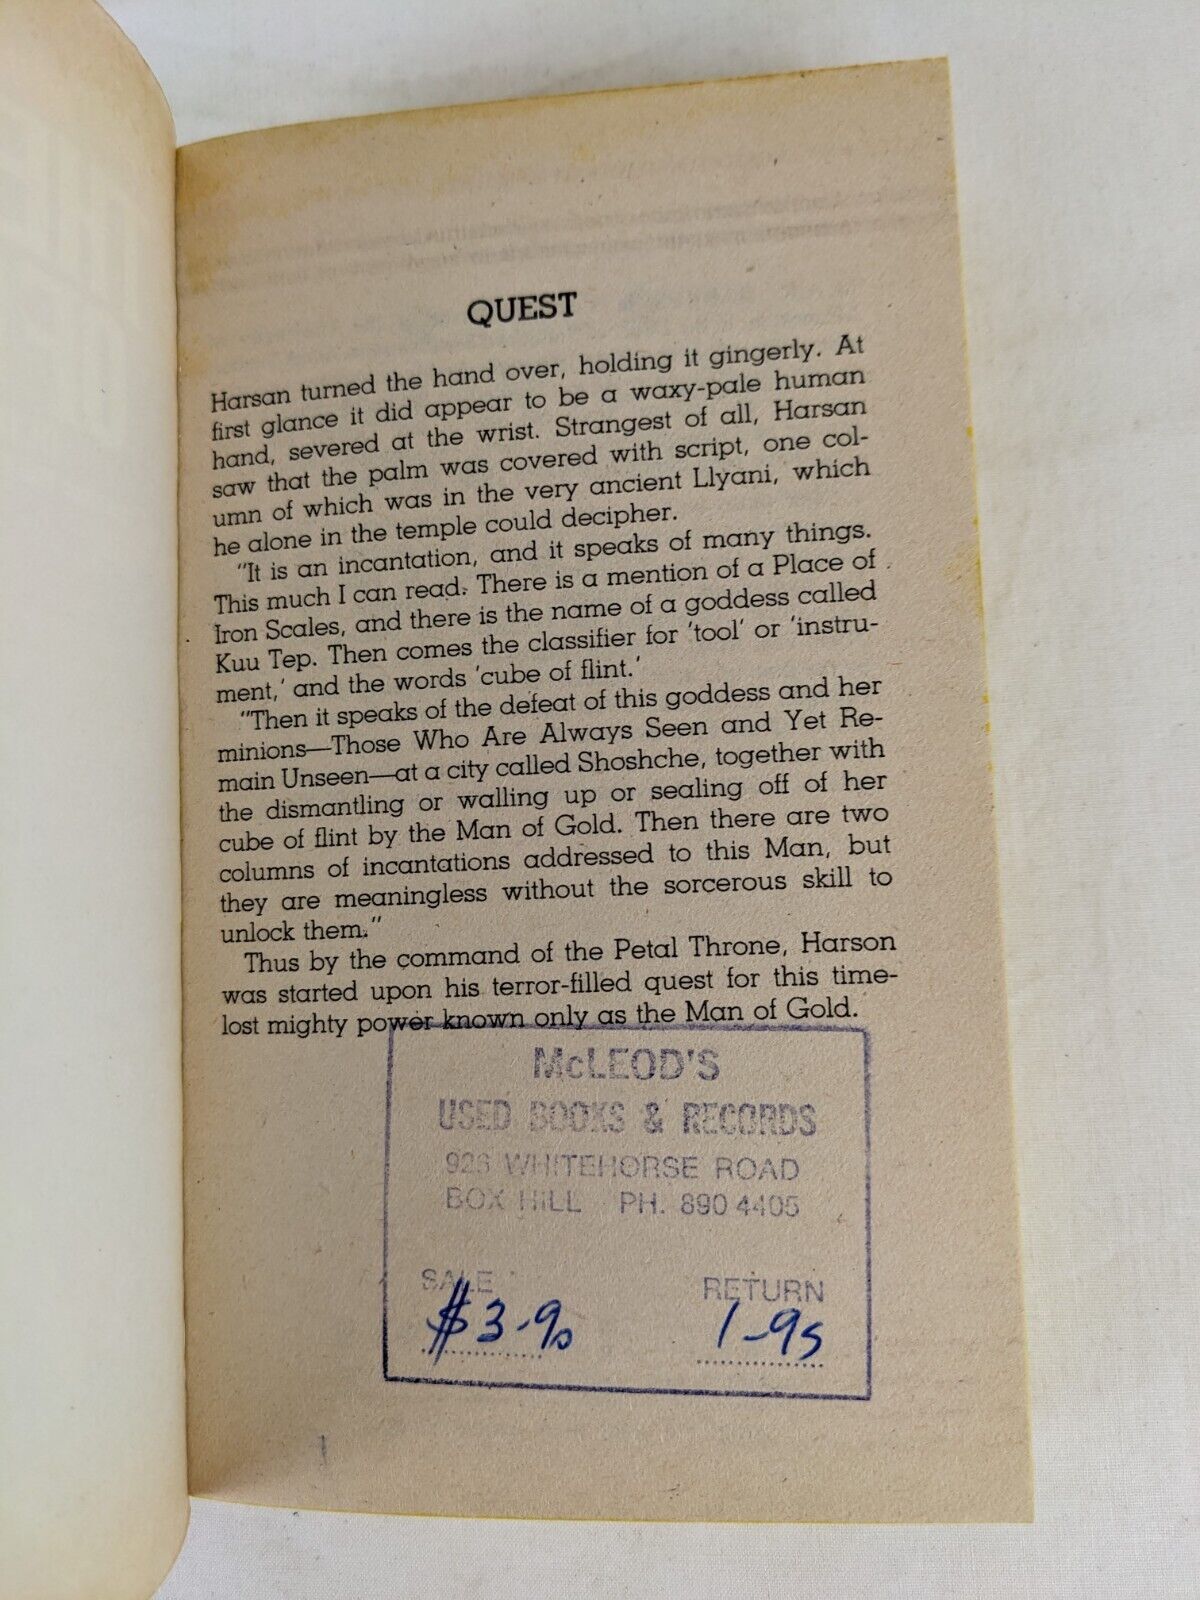 QUEST
Harsan turned the hand over, holding it gingerly. At
first glance it did appear to be a waxy-pale human
hand, severed at the wrist. Strangest of all, Harsan
saw that the palm was covered with script, one col-
umn of which was in the very ancient Llyani, which
he alone in the temple could decipher.
"It is an incantation, and it speaks of many things.
This much I can read. There is a mention of a Place of
Iron Scales, and there is the name of a goddess called
Kuu Tep. Then comes the classifier for 'tool' or 'instru-
ment,' and the words 'cube of flint.'
"Then it speaks of the defeat of this goddess and her
minions—Those Who Are Always Seen and Yet Re-
main Unseen—at a city called Shoshche, together with
the dismantling or walling up or sealing off of her
cube of flint by the Man of Gold. Then there are two
columns of incantations addressed to this Man, but
they are meaningless without the sorcerous skill to
unlock them."
Thus by the command of the Petal Throne, Harson
was started upon his terror-filled quest for this time-
lost mighty power known only as the Man of Gold.
McLEOD'S
USED BOOKS & RECORDS
926 WHITEHORSE ROAD
BOX HILL PH. 890 4405
SALE RETURN
$3-90 1-95